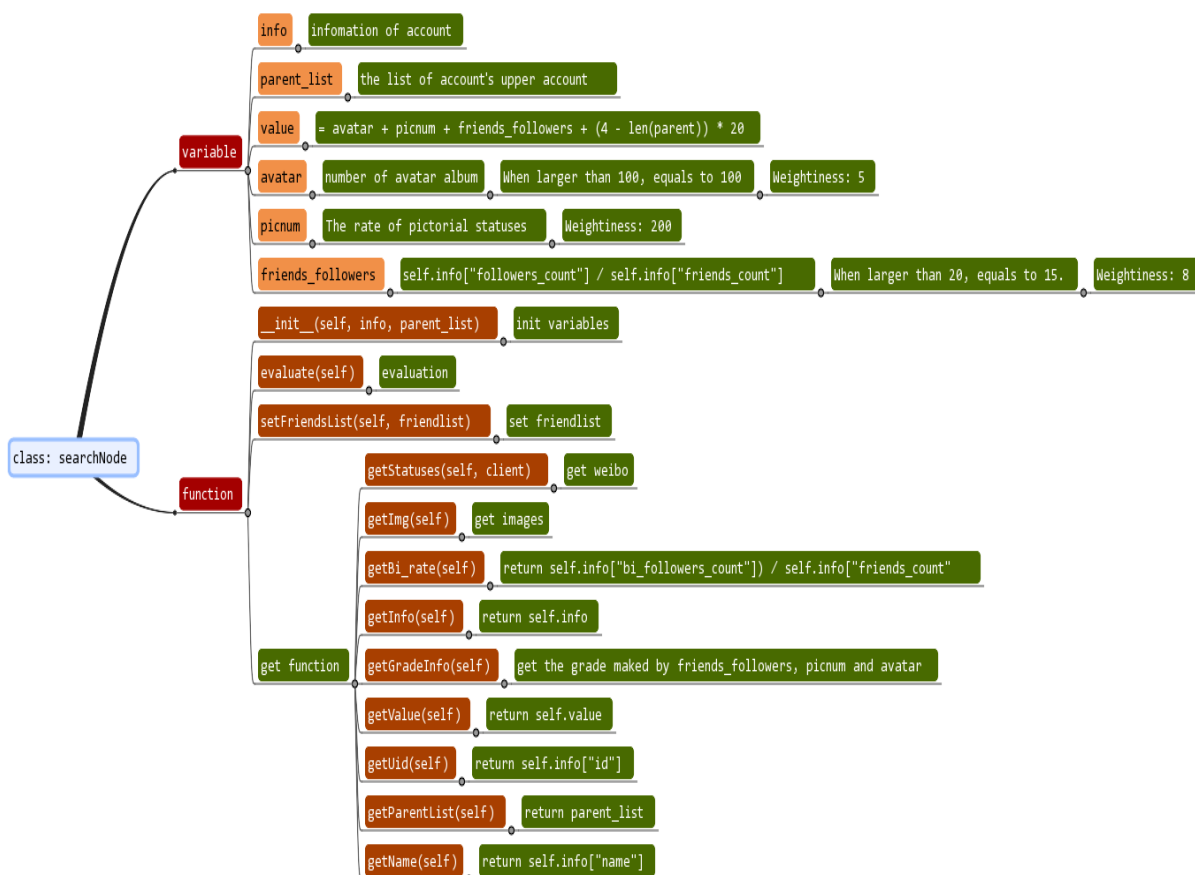 info infomation of account
parent_list the list of account's upper account
value = avatar + picnum + friends_followers + (4 - len(parent)) * 20
variable
avatar number of avatar album When larger than 100, equals to 100 Weightiness: 5
picnum The rate of pictorial statuses Weightiness: 200
friends_followers self.info["followers_count"] / self.info["friends_count"] When larger than 20, equals to 15. Weightiness: 8
__init__(self, info, parent_list) init variables
evaluate(self) evaluation
setFriendsList(self, friendlist) set friendlist
class: searchNode
getStatuses(self, client) get weibo
function
getImg(self) get images
getBi_rate(self) return self.info["bi_followers_count"]) / self.info["friends_count"
getInfo(self) return self.info
get function getGradeInfo(self) get the grade maked by friends_followers, picnum and avatar
getValue(self) return self.value
getUid(self) return self.info["id"]
getParentList(self) return parent_list
getName(self) return self.info["name"]